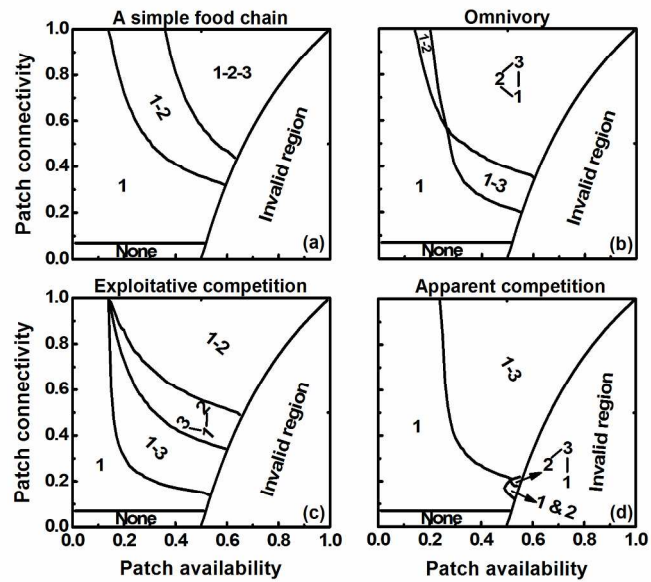 A simple food chain
Omnivory
Patch connectivity
1.0
0.8
0.6
0.4
0.2
0.0
1
1-2
1-2-3
Invalid region
None
(a)
1
1-2
3
2
1
1-3
Invalid region
None
(b)
Exploitative competition
Apparent competition
Patch connectivity
1.0
0.8
0.6
0.4
0.2
0.0
1
1-3
3
2
1
1-2
Invalid region
None
(c)
1
1-3
3
2
1
1 & 2
Invalid region
None
(d)
0.0 0.2 0.4 0.6 0.8 1.0
0.0 0.2 0.4 0.6 0.8 1.0
Patch availability
Patch availability